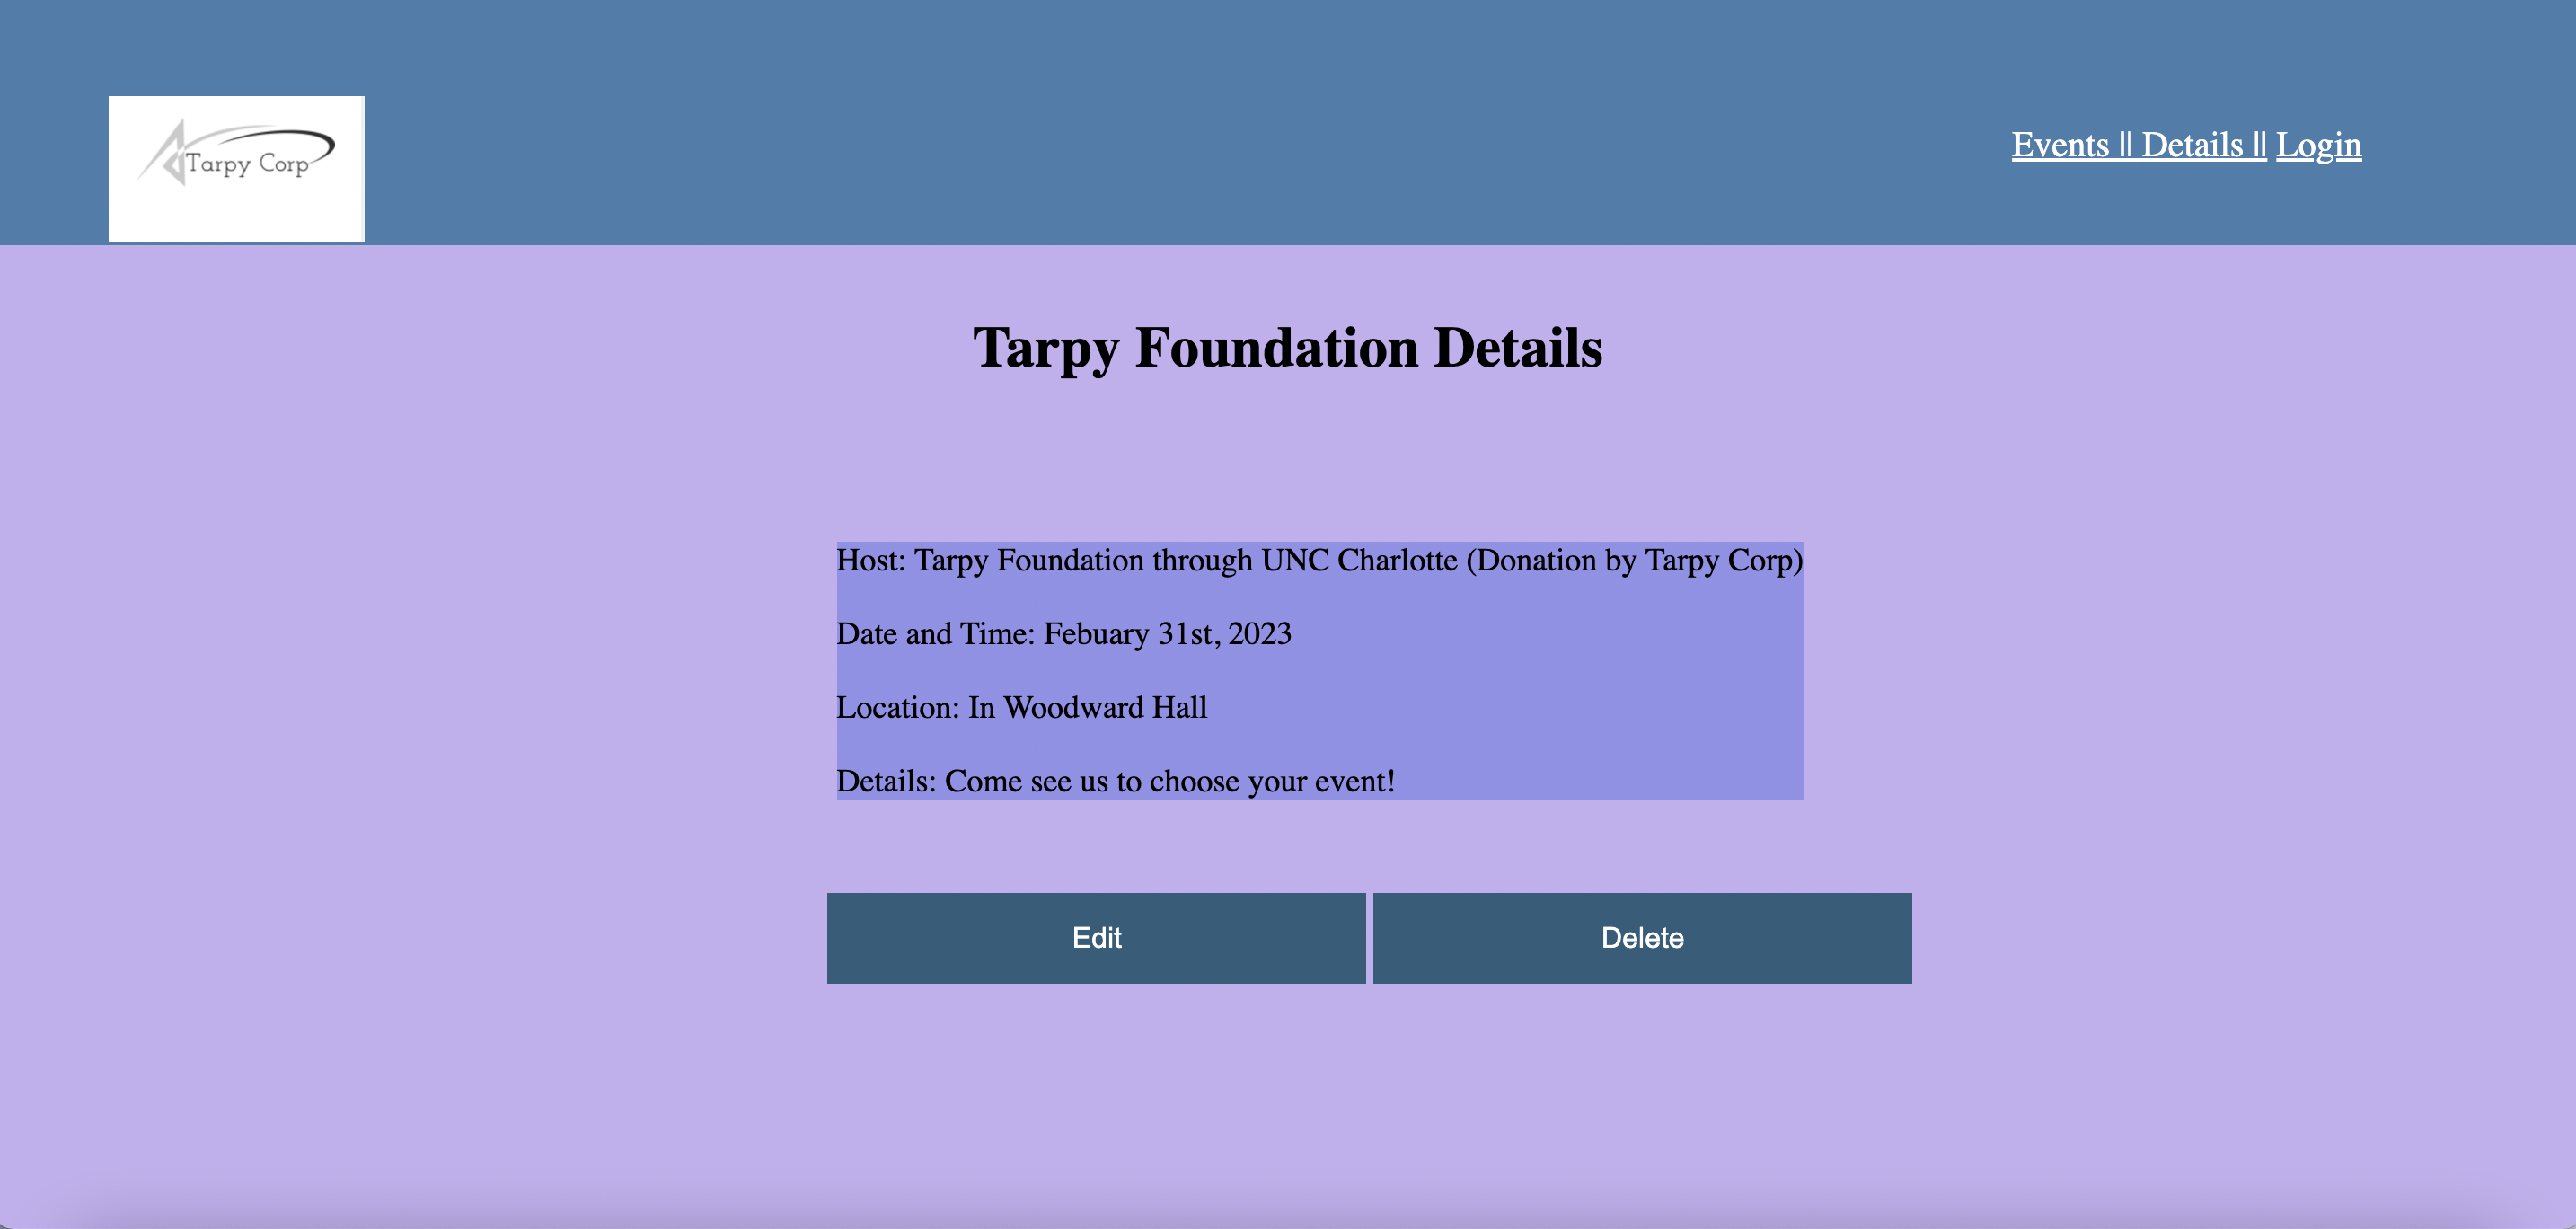 Tarpy Corp
Events || Details || Login
Tarpy Foundation Details
Host: Tarpy Foundation through UNC Charlotte (Donation by Tarpy Corp)
Date and Time: Febuary 31st, 2023
Location: In Woodward Hall
Details: Come see us to choose your event!
Edit
Delete